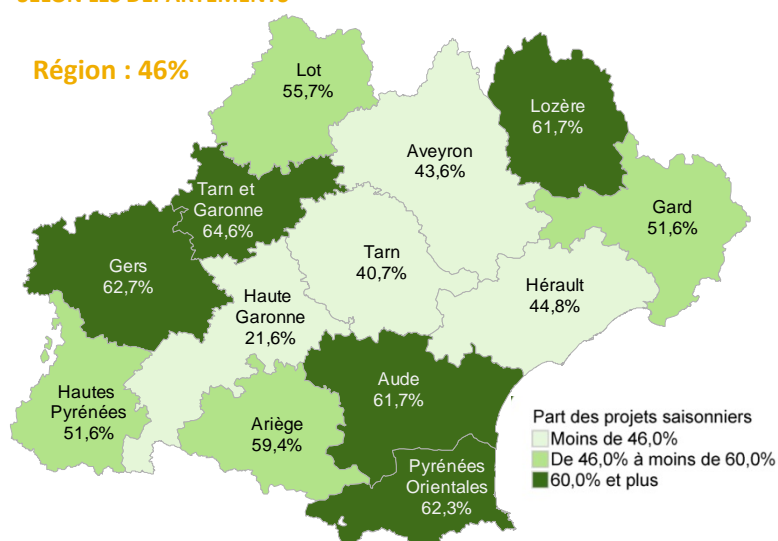 SELON LES DEPARTEMENTS
Région : 46%
Lot
55,7%
Lozère
61,7%
Aveyron
43,6%
Tarn et
Garonne
64,6%
Gard
51,6%
Tarn
40,7%
Gers
62,7%
Hérault
44,8%
Haute
Garonne
21,6%
Aude
61,7%
Hautes
Pyrénées
51,6%
Ariège
59,4%
Pyrénées
Orientales
62,3%
Part des projets saisonniers
Moins de 46,0%
De 46,0% à moins de 60,0%
60,0% et plus